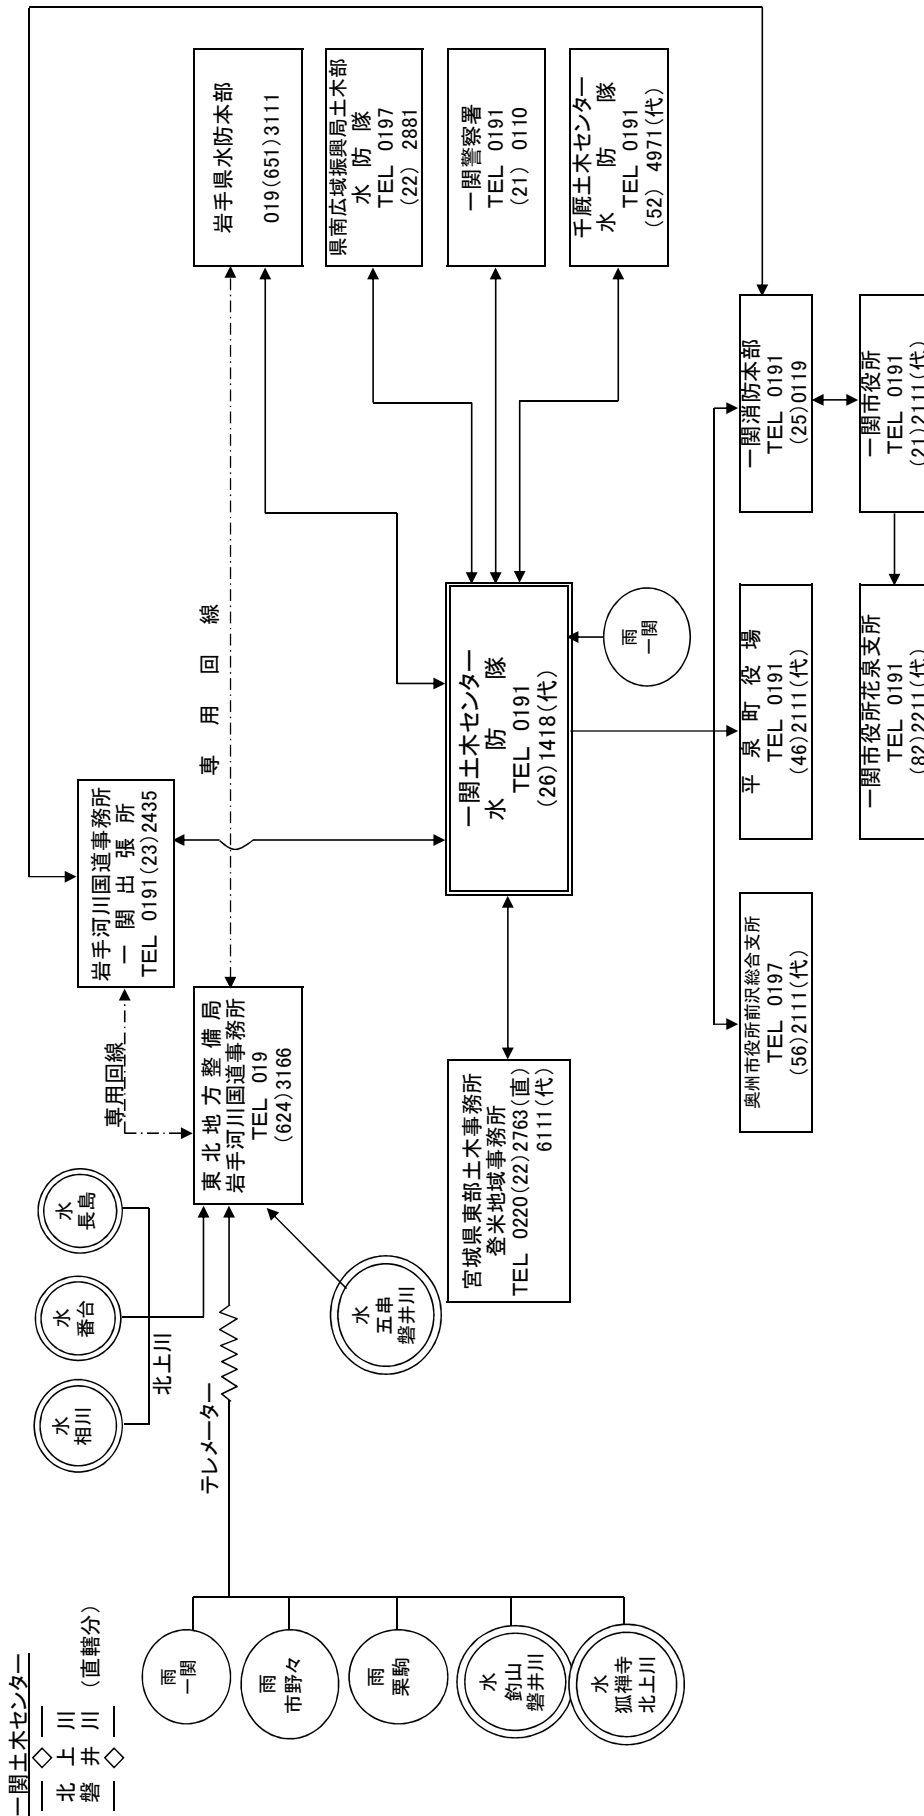 一関土木センター
北上川
磐井川
(直轄分)
雨
一関
雨
市野々
雨
栗駒
水
釣山
磐井川
水
狐禅寺
北上川
テレメーター
水
相川
水
番台
水
長島
北上川
水
五串
磐井川
専用回線
東北地方整備局
岩手河川国道事務所
TEL 019
(624)3166
岩手河川国道事務所
一関出張所
TEL 0191(23)2435
専用回線
宮城県東部土木事務所
登米地域事務所
TEL 0220(22)2763(直)
6111(代)
一関土木センター
水防隊
TEL 0191
(26)1418(代)
雨
一関
岩手県水防本部
019(651)3111
県南広域振興局土木部
水防隊
TEL 0197
(22) 2881
一関警察署
TEL 0191
(21) 0110
千厩土木センター
水防隊
TEL 0191
(52) 4971(代)
奥州市役所前沢総合支所
TEL 0197
(56)2111(代)
平泉町役場
TEL 0191
(46)2111(代)
一関消防本部
TEL 0191
(25)0119
一関市役所花泉支所
TEL 0191
(82)2211(代)
一関市役所
TEL 0191
(21)2111(代)